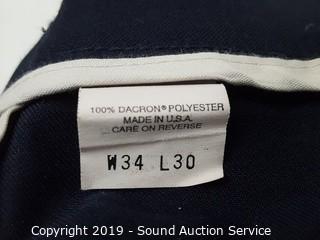 100% DACRON® POLYESTER
MADE IN U.S.A.
CARE ON REVERSE
W34 L30
Copyright 2019 - Sound Auction Service